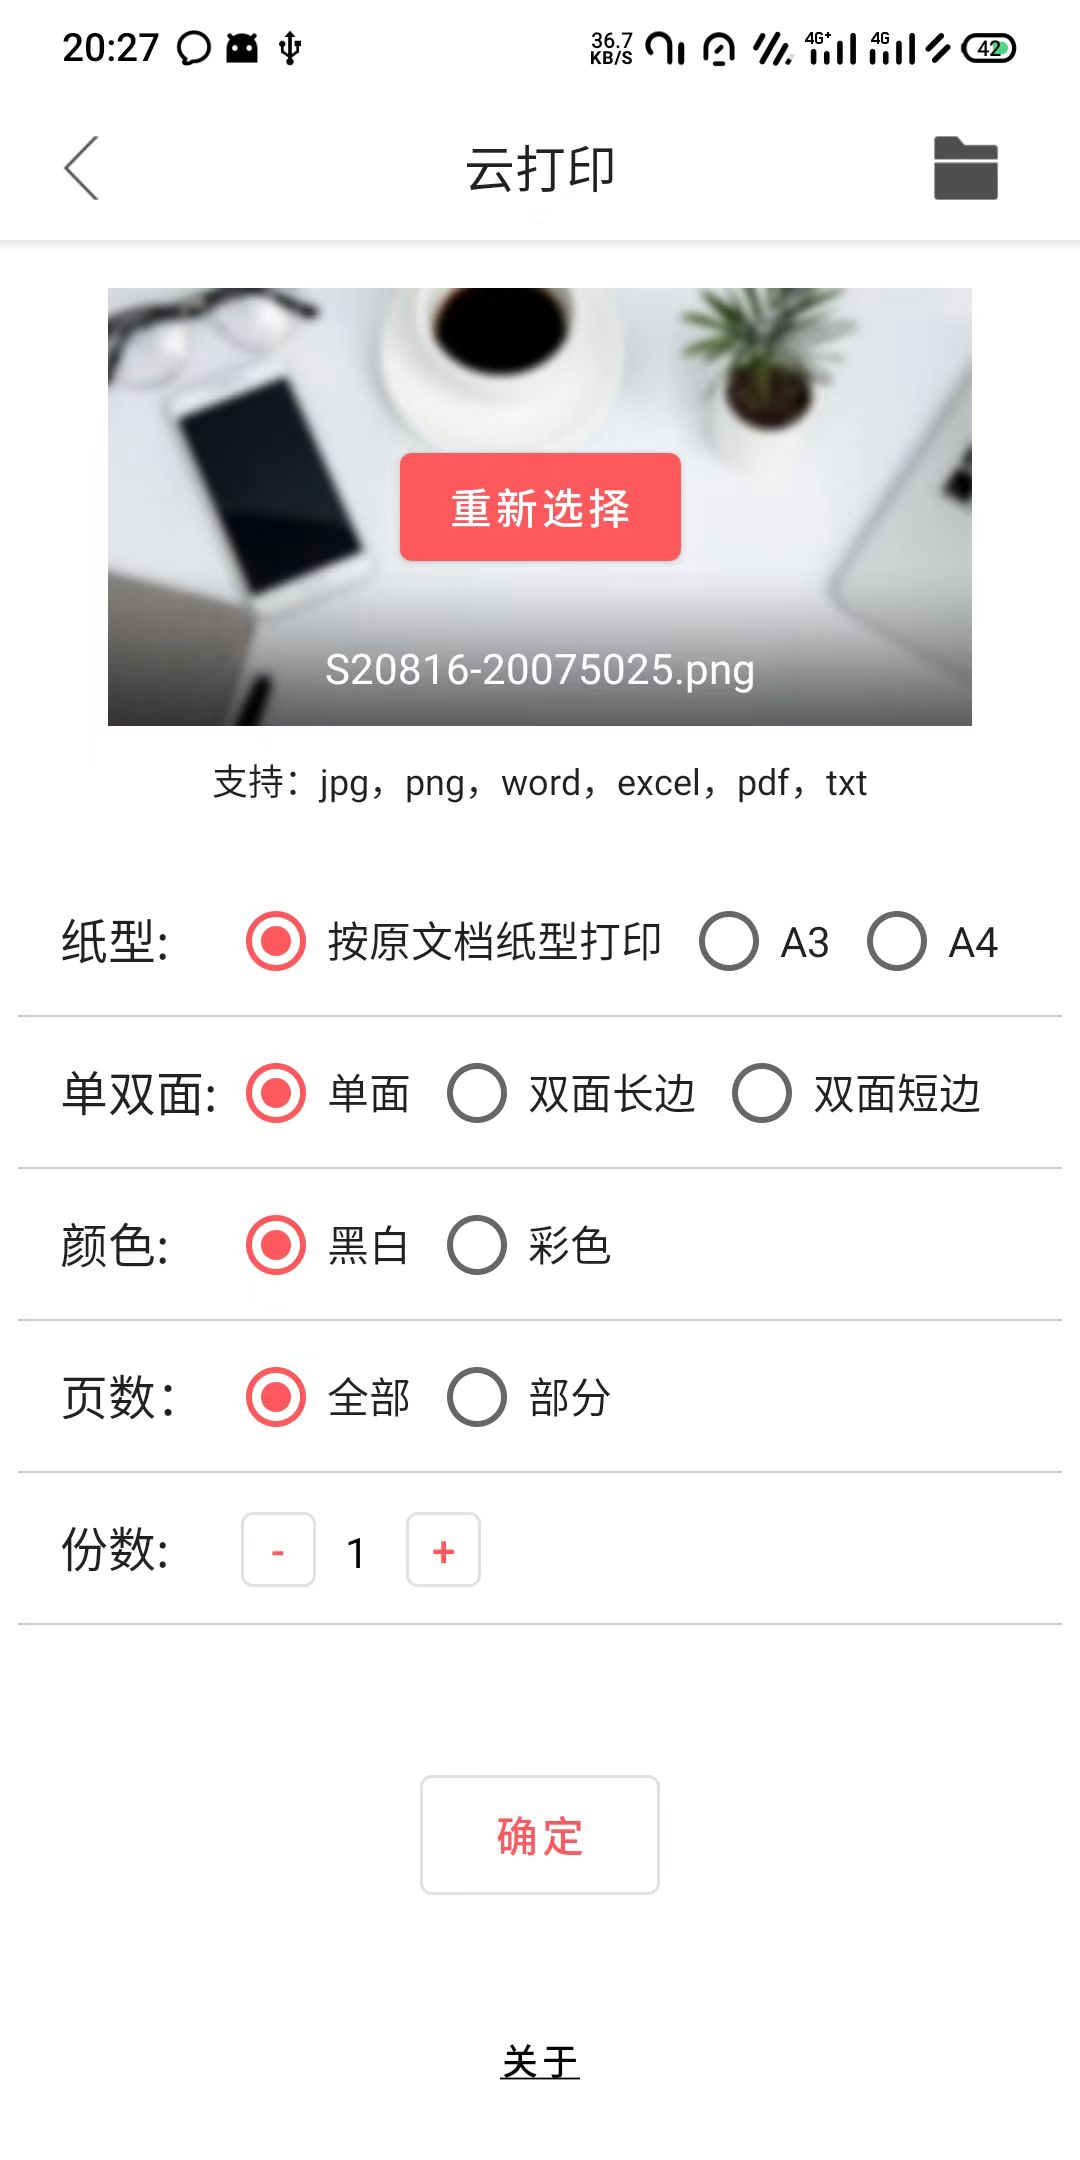 20:27 36.7 KB/S 4G+ 4G 42
云打印
重新选择
S20816-20075025.png
支持：jpg，png，word，excel，pdf，txt
纸型: 按原文档纸型打印 A3 A4
单双面: 单面 双面长边 双面短边
颜色: 黑白 彩色
页数： 全部 部分
份数: - 1 +
确定
关于